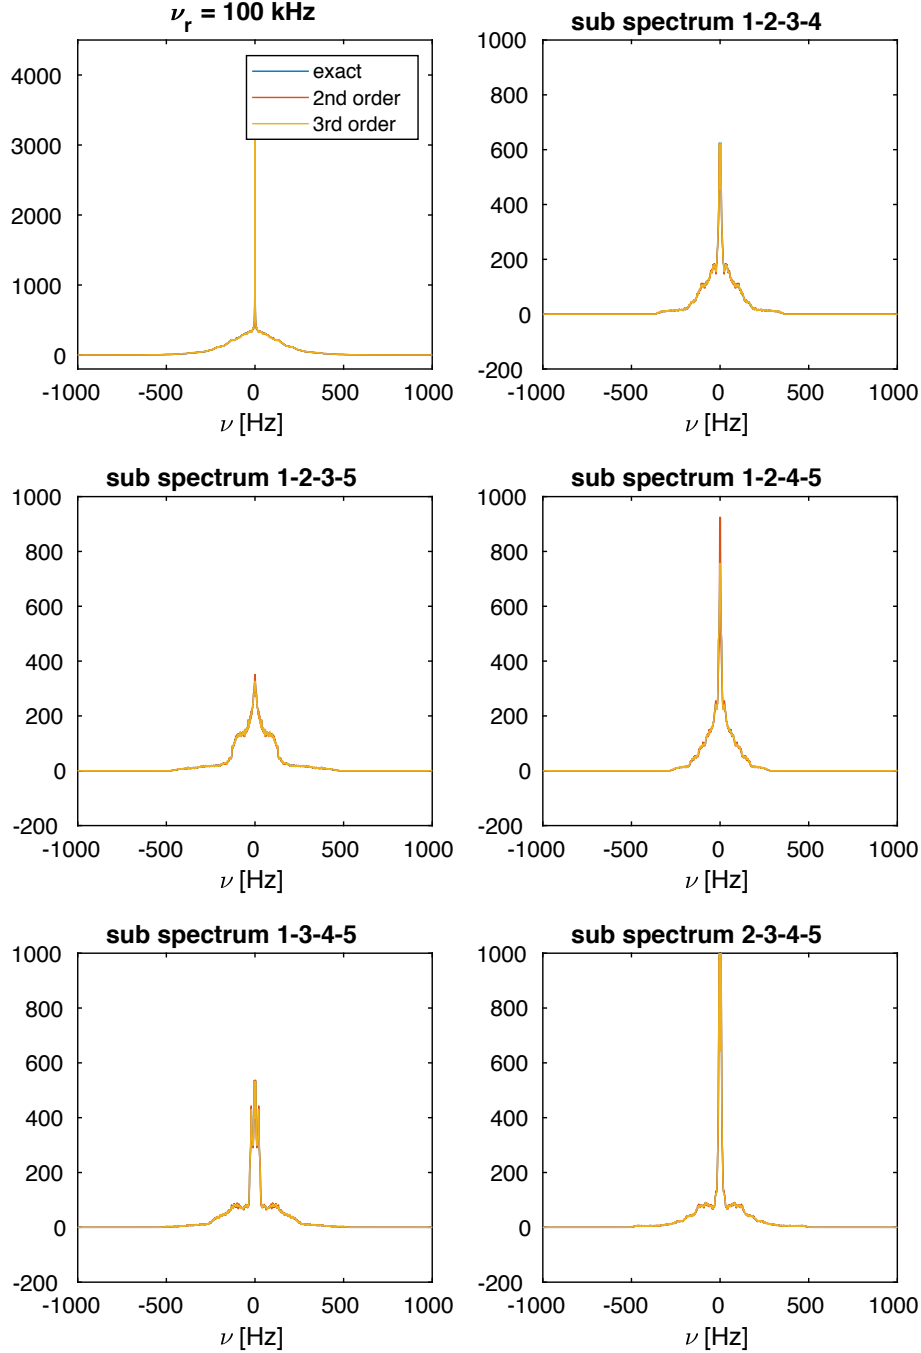 νr = 100 kHz
exact
2nd order
3rd order
4000
3000
2000
1000
0
-1000 -500 0 500 1000
ν [Hz]
sub spectrum 1-2-3-4
1000
800
600
400
200
0
-200
-1000 -500 0 500 1000
ν [Hz]
sub spectrum 1-2-3-5
1000
800
600
400
200
0
-200
-1000 -500 0 500 1000
ν [Hz]
sub spectrum 1-2-4-5
1000
800
600
400
200
0
-200
-1000 -500 0 500 1000
ν [Hz]
sub spectrum 1-3-4-5
1000
800
600
400
200
0
-200
-1000 -500 0 500 1000
ν [Hz]
sub spectrum 2-3-4-5
1000
800
600
400
200
0
-200
-1000 -500 0 500 1000
ν [Hz]